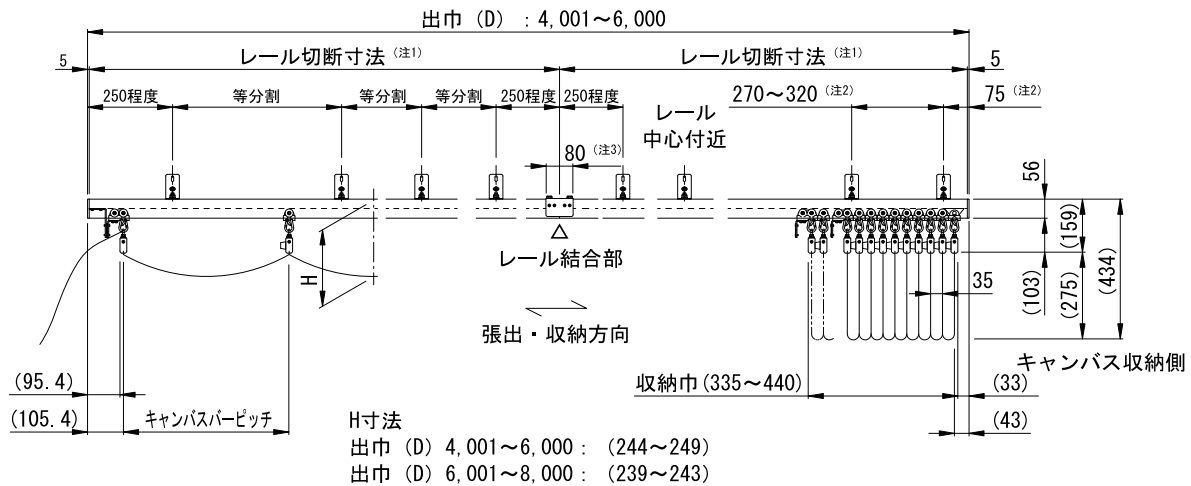 出巾 (D) : 4,001~6,000
5 レール切断寸法 (注1) レール切断寸法 (注1) 5
250程度 等分割 等分割 等分割 250程度 250程度 270~320 (注2) 75 (注2)
レール
中心付近
80 (注3)
56
(159)
(434)
H
レール結合部
35
(103)
(275)
張出・収納方向
キャンバス収納側
(95.4) 収納巾(335~440) (33)
(105.4) キャンバスバーピッチ (43)
H寸法
出巾 (D) 4,001~6,000 : (244~249)
出巾 (D) 6,001~8,000 : (239~243)